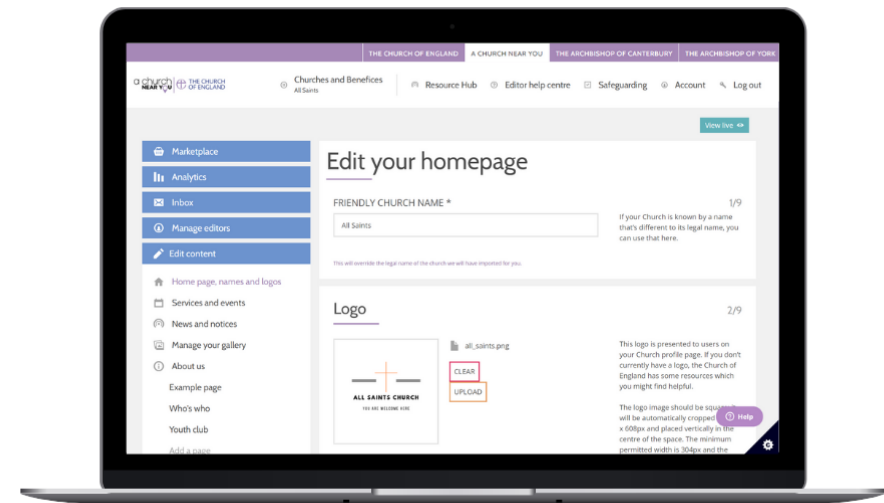 THE CHURCH OF ENGLAND
A CHURCH NEAR YOU
THE ARCHBISHOP OF CANTERBURY
THE ARCHBISHOP OF YORK
a church
NEAR YOU
THE CHURCH
OF ENGLAND
Churches and Benefices
All Saints
Resource Hub
Editor help centre
Safeguarding
Account
Log out
View live
Marketplace
Analytics
Inbox
Manage editors
Edit content
Home page, names and logos
Services and events
News and notices
Manage your gallery
About us
Example page
Who's who
Youth club
Add a page
Edit your homepage
FRIENDLY CHURCH NAME *
All Saints
This will override the legal name of the church we will have imported for you.
1/9
If your Church is known by a name
that's different to its legal name, you
can use that here.
Logo
2/9
ALL SAINTS CHURCH
YOU ARE WELCOME HERE
all_saints.png
CLEAR
UPLOAD
This logo is presented to users on
your Church profile page. If you don't
currently have a logo, the Church of
England has some resources which
you might find helpful.
The logo image should be
will be automatically cropped
x 608px and placed vertically in the
centre of the space. The minimum
permitted width is 304px and the
Help